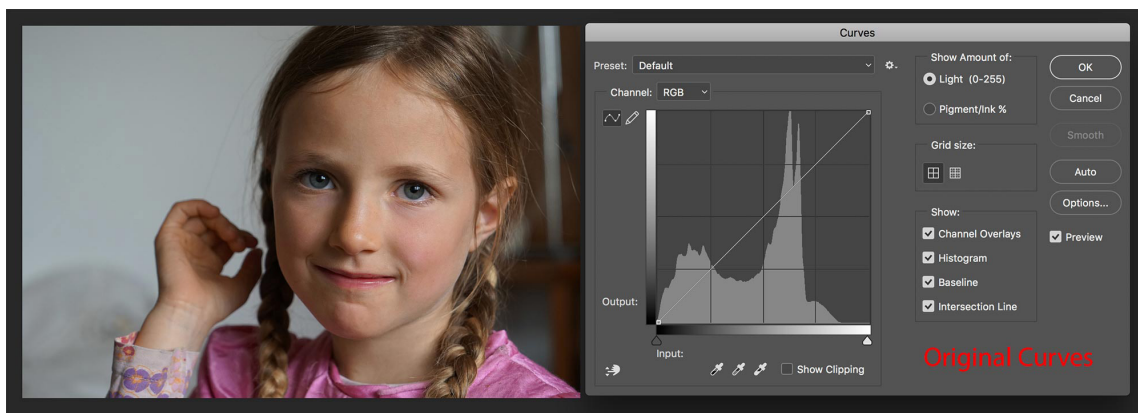 Curves
Preset: Default
Channel: RGB
Output:
Input:
Show Clipping
Show Amount of:
Light (0-255)
Pigment/Ink %
Grid size:
Show:
Channel Overlays
Histogram
Baseline
Intersection Line
OK
Cancel
Smooth
Auto
Options...
Preview
Original Curves